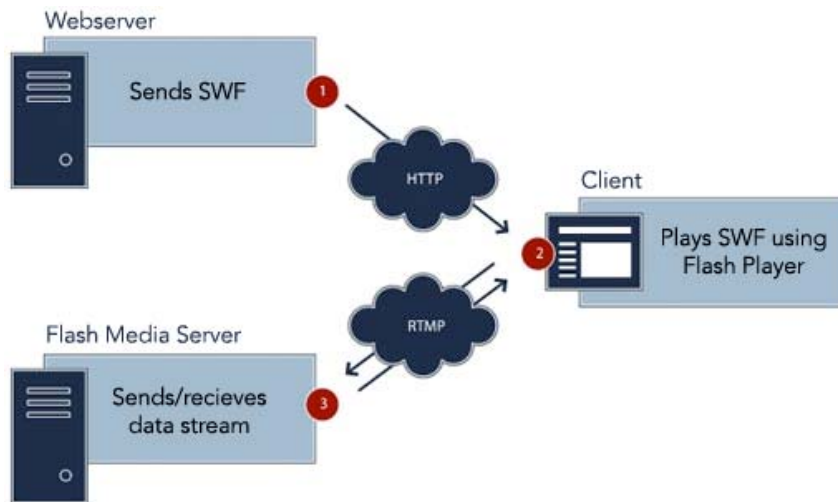 Webserver
Sends SWF
1
HTTP
Client
2
Plays SWF using
Flash Player
RTMP
Flash Media Server
Sends/recieves
data stream
3